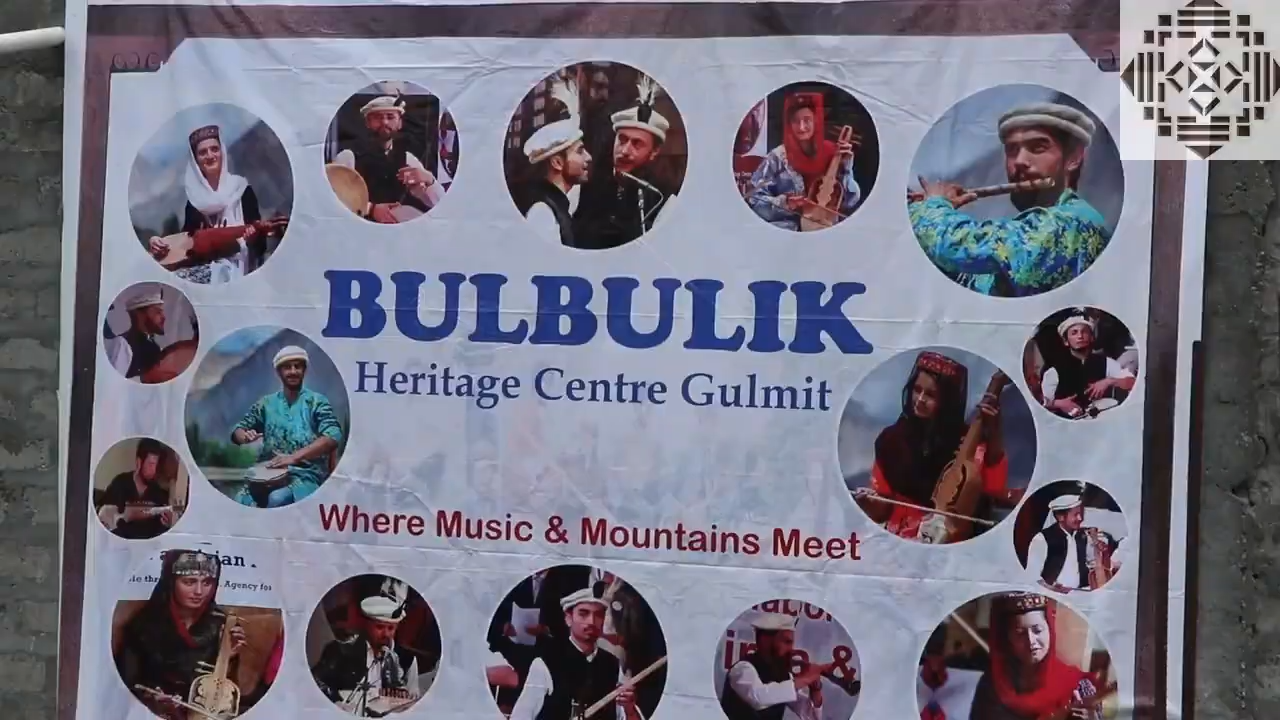 BULBULIK
Heritage Centre Gulmit
Where Music & Mountains Meet
Agency for
&